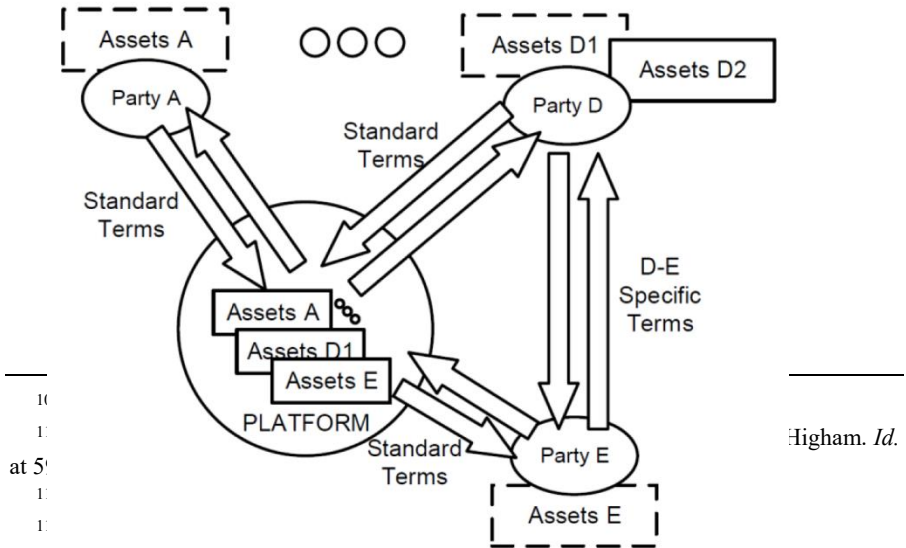 Assets A
Assets D1
Assets D2
Party A
Party D
Standard
Terms
Standard
Terms
D-E
Specific
Terms
Assets A
Assets D1
Assets E
PLATFORM
Standard
Terms
Party E
Assets E
Higham. Id.
at